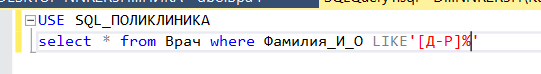 USE SQL_ПОЛИКЛИНИКА
select * from Врач where Фамилия_И_О LIKE'[Д-Р]%'